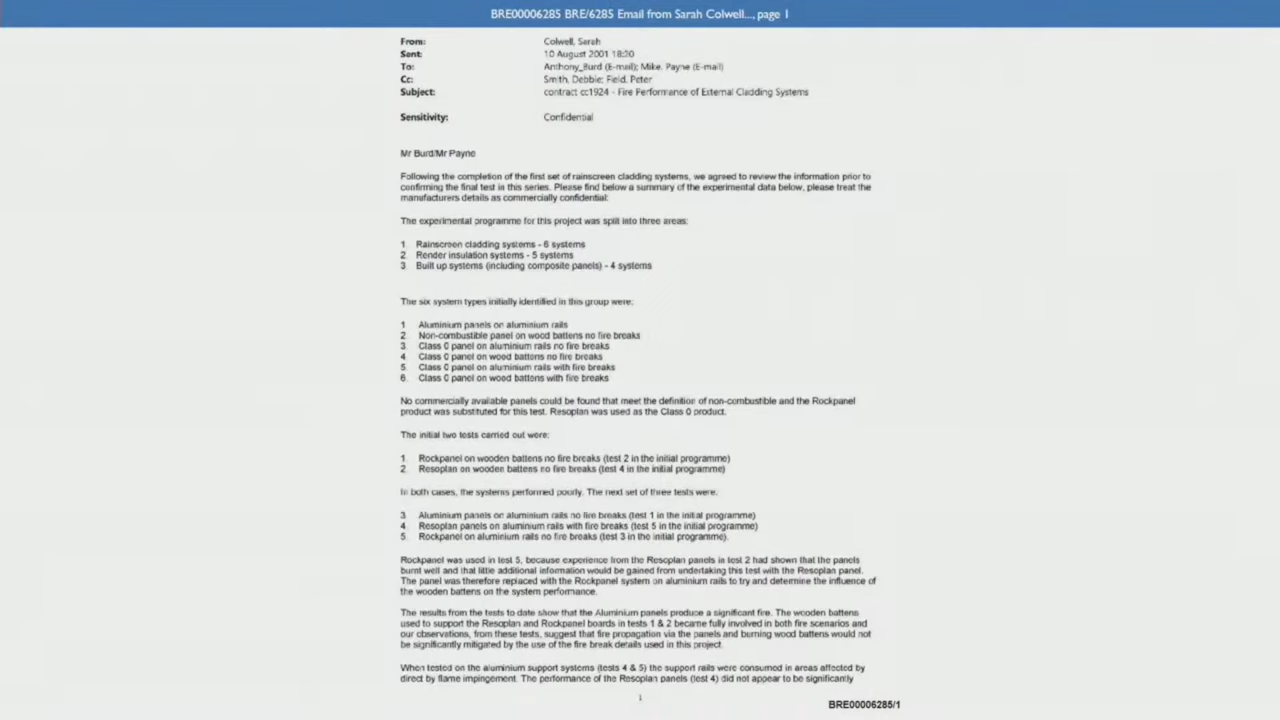 BRE00006285 BRE/6285 Email from Sarah Colwell..., page 1
From: Colwell, Sarah
Sent: 10 August 2001 18:20
To: Anthony_Burd (E-mail); Mike, Payne (E-mail)
Cc: Smith, Debbie; Field, Peter
Subject: contract cc1924 - Fire Performance of External Cladding Systems
Sensitivity: Confidential
Mr Burd/Mr Payne
Following the completion of the first set of rainscreen cladding systems, we agreed to review the information prior to
confirming the final test in this series. Please find below a summary of the experimental data below, please treat the
manufacturers details as commercially confidential:
The experimental programme for this project was split into three areas:
1. Rainscreen cladding systems - 6 systems
2. Render insulation systems - 5 systems
3. Built up systems (including composite panels) - 4 systems
The six system types initially identified in this group were:
1 Aluminium panels on aluminium rails
2. Non-combustible panel on wood battens no fire breaks
3. Class 0 panel on aluminium rails no fire breaks
4. Class 0 panel on wood battens no fire breaks
5. Class 0 panel on aluminium rails with fire breaks
6. Class 0 panel on wood battens with fire breaks
No commercially available panels could be found that meet the definition of non-combustible and the Rockpanel
product was substituted for this test. Resoplan was used as the Class 0 product.
The initial two tests carried out were:
1. Rockpanel on wooden battens no fire breaks (test 2 in the initial programme)
2. Resoplan on wooden battens no fire breaks (test 4 in the initial programme)
In both cases, the systems performed poorly. The next set of three tests were:
3. Aluminium panels on aluminium rails no fire breaks (test 1 in the initial programme)
4. Resoplan panels on aluminium rails with fire breaks (test 5 in the initial programme)
5. Rockpanel on aluminium rails no fire breaks (test 3 in the initial programme).
Rockpanel was used in test 5, because experience from the Resoplan panels in test 2 had shown that the panels
burnt well and that little additional information would be gained from undertaking this test with the Resoplan panel.
The panel was therefore replaced with the Rockpanel system on aluminium rails to try and determine the influence of
the wooden battens on the system performance.
The results from the tests to date show that the Aluminium panels produce a significant fire. The wooden battens
used to support the Resoplan and Rockpanel boards in tests 1 & 2 became fully involved in both fire scenarios and
our observations, from these tests, suggest that fire propagation via the panels and burning wood battens would not
be significantly mitigated by the use of the fire break details used in this project.
When tested on the aluminium support systems (tests 4 & 5) the support rails were consumed in areas affected by
direct by flame impingement. The performance of the Resoplan panels (test 4) did not appear to be significantly
1
BRE00006285/1